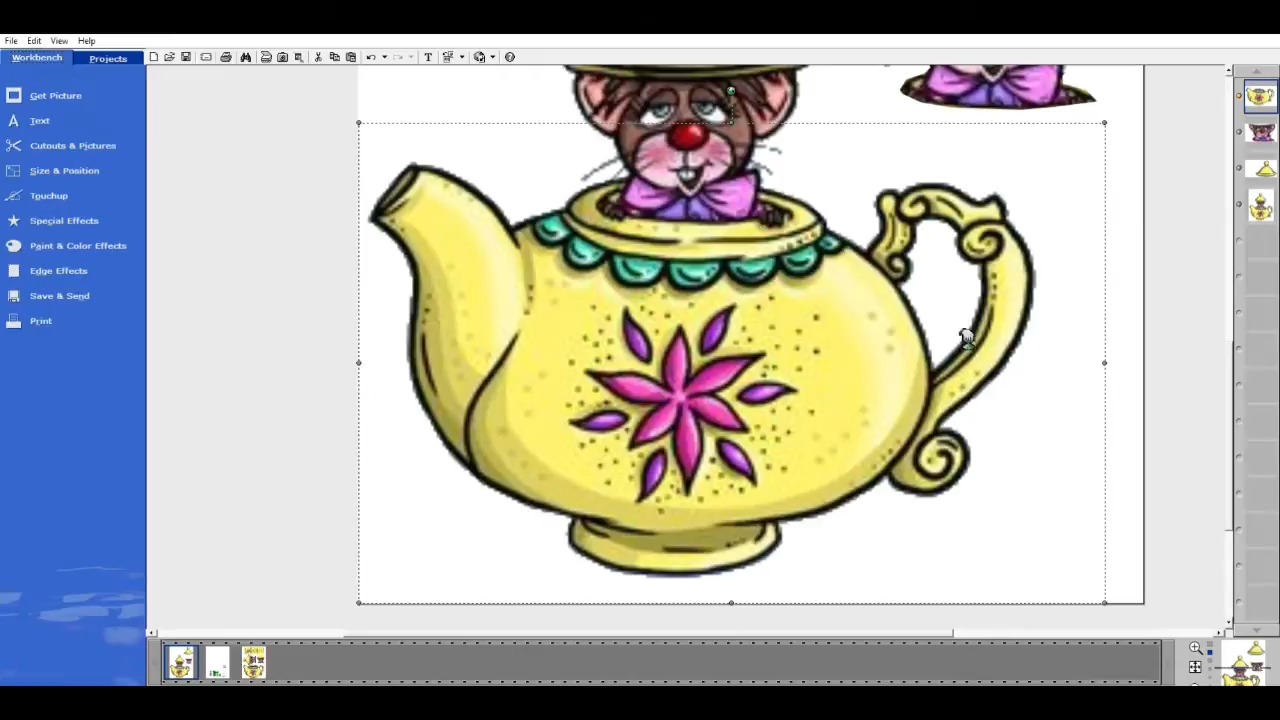 File Edit View Help
Workbench Projects
Get Picture
Text
Cutouts & Pictures
Size & Position
Touchup
Special Effects
Paint & Color Effects
Edge Effects
Save & Send
Print